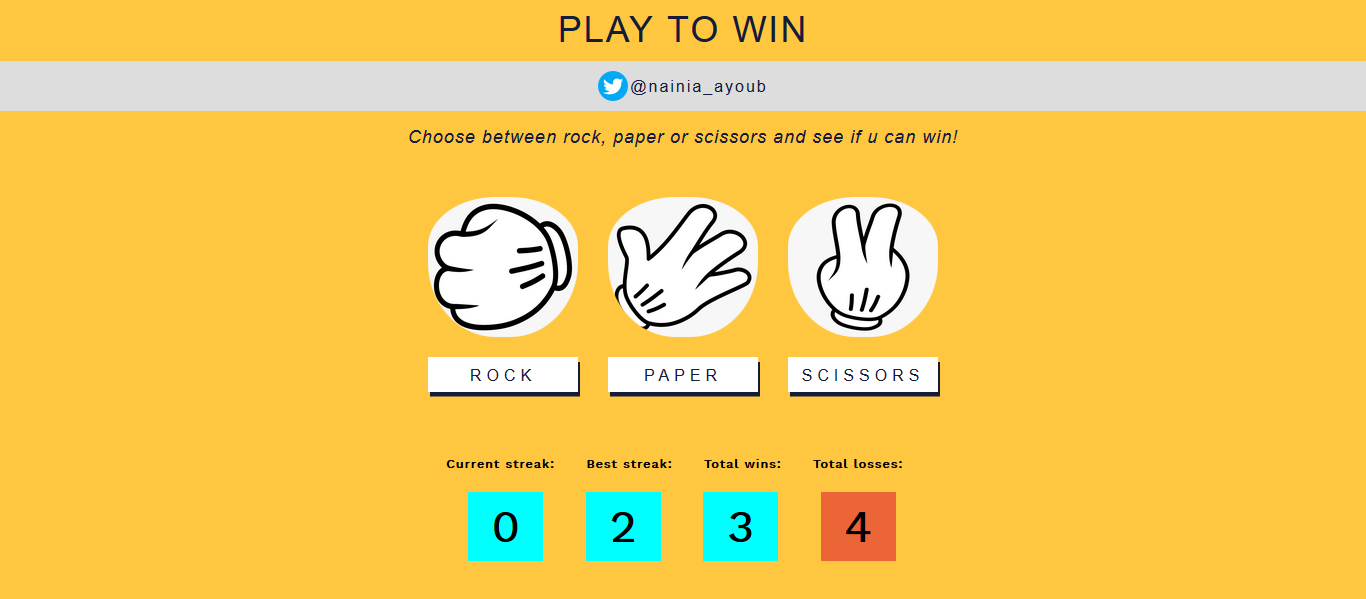 PLAY TO WIN
@nainia_ayoub
Choose between rock, paper or scissors and see if u can win!
ROCK PAPER SCISSORS
Current streak: Best streak: Total wins: Total losses:
0 2 3 4